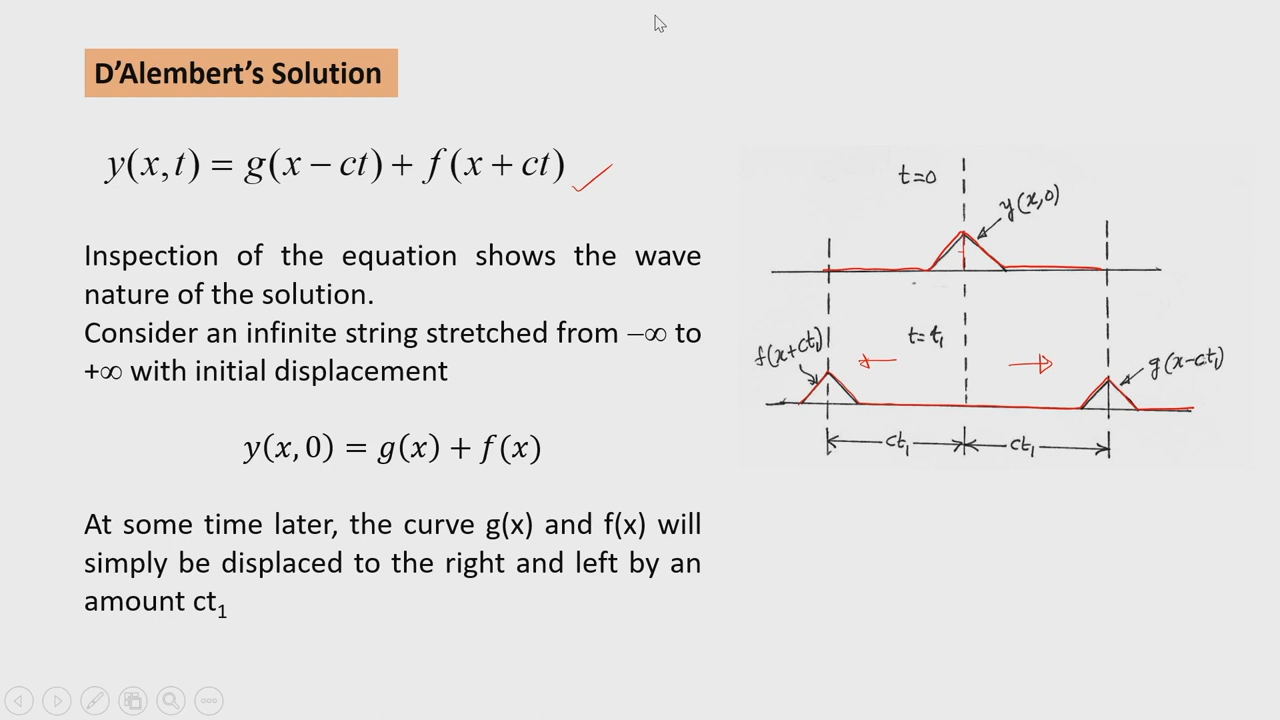 D’Alembert’s Solution
y(x,t) = g(x − ct) + f(x + ct)
Inspection of the equation shows the wave
nature of the solution.
Consider an infinite string stretched from −∞ to
+∞ with initial displacement
y(x, 0) = g(x) + f(x)
At some time later, the curve g(x) and f(x) will
simply be displaced to the right and left by an
amount ct₁
t=0
y(x,0)
t=t₁
f(x+ct₁)
g(x-ct₁)
ct₁
ct₁